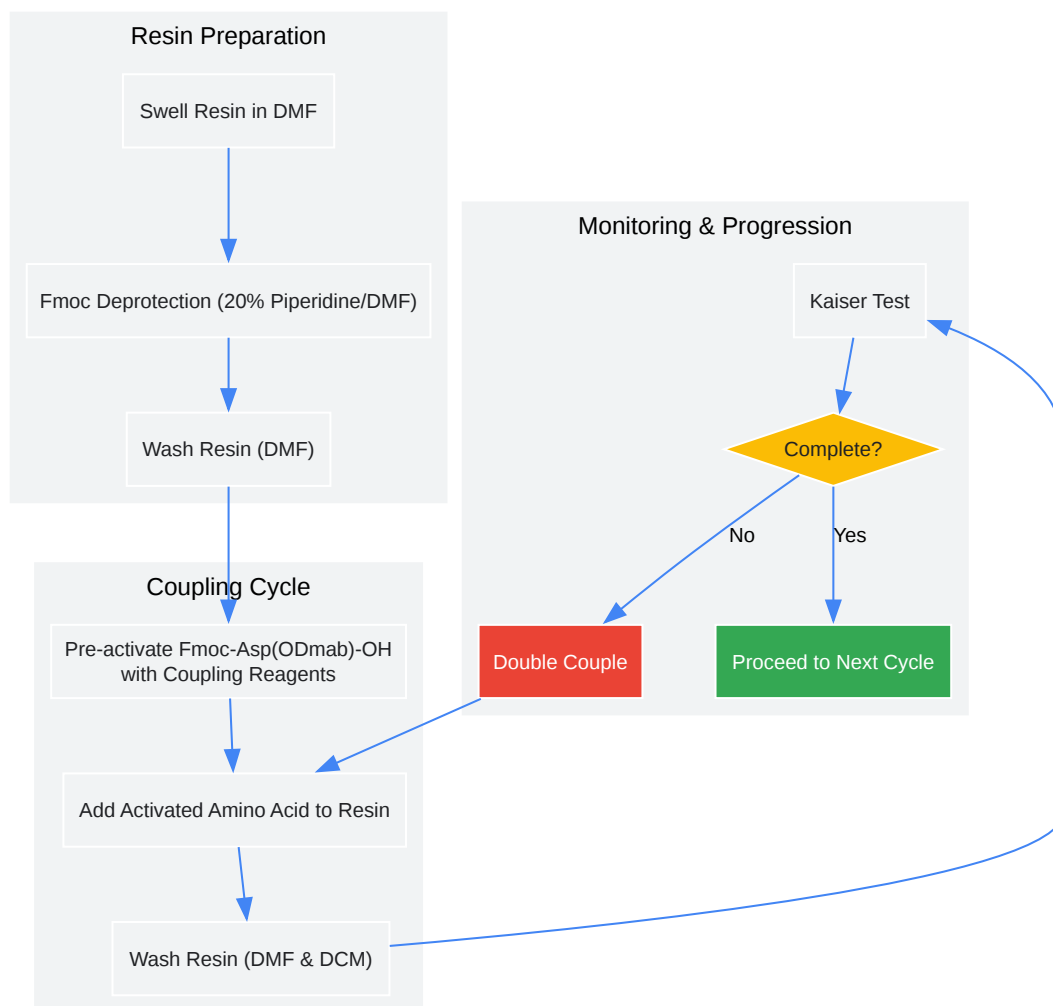 Resin Preparation
Swell Resin in DMF
Fmoc Deprotection (20% Piperidine/DMF)
Wash Resin (DMF)
Coupling Cycle
Pre-activate Fmoc-Asp(ODmab)-OH
with Coupling Reagents
Add Activated Amino Acid to Resin
Wash Resin (DMF & DCM)
Monitoring & Progression
Kaiser Test
Complete?
No
Yes
Double Couple
Proceed to Next Cycle